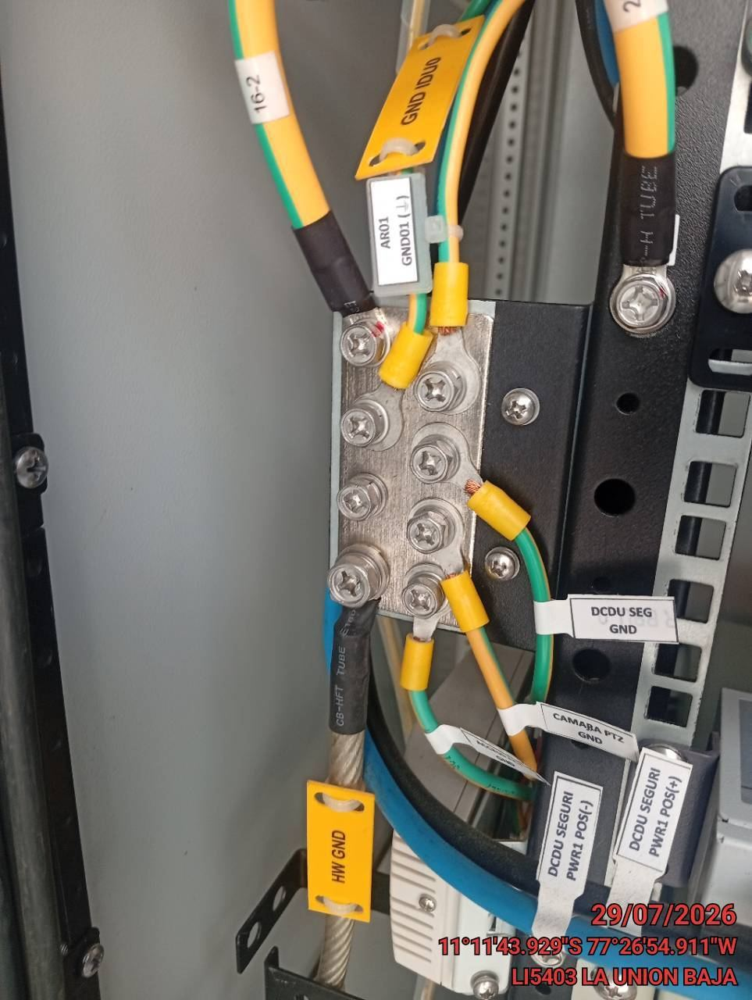 16-2
2
GND IDU0
AR01
GND01 (⏚)
TUBE
CB-HFT TUBE
DCDU SEG
GND
CAMARA PTZ
GND
GND
HW GND
DCDU SEGURI
PWR1 POS(-)
DCDU SEGURI
PWR1 POS(+)
29/07/2026
11°11'43.929"S 77°26'54.911"W
LI5403 LA UNION BAJA